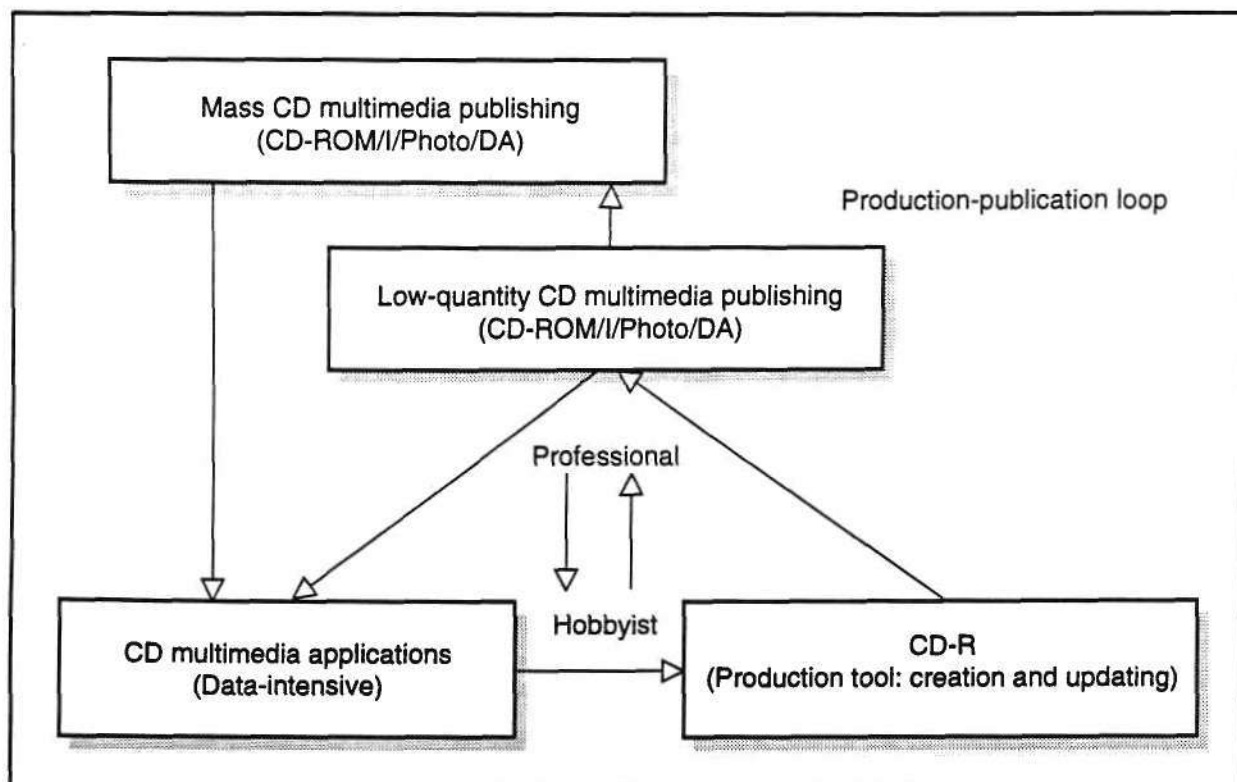 Mass CD multimedia publishing
(CD-ROM/I/Photo/DA)
Production-publication loop
Low-quantity CD multimedia publishing
(CD-ROM/I/Photo/DA)
Professional
Hobbyist
CD multimedia applications
(Data-intensive)
CD-R
(Production tool: creation and updating)